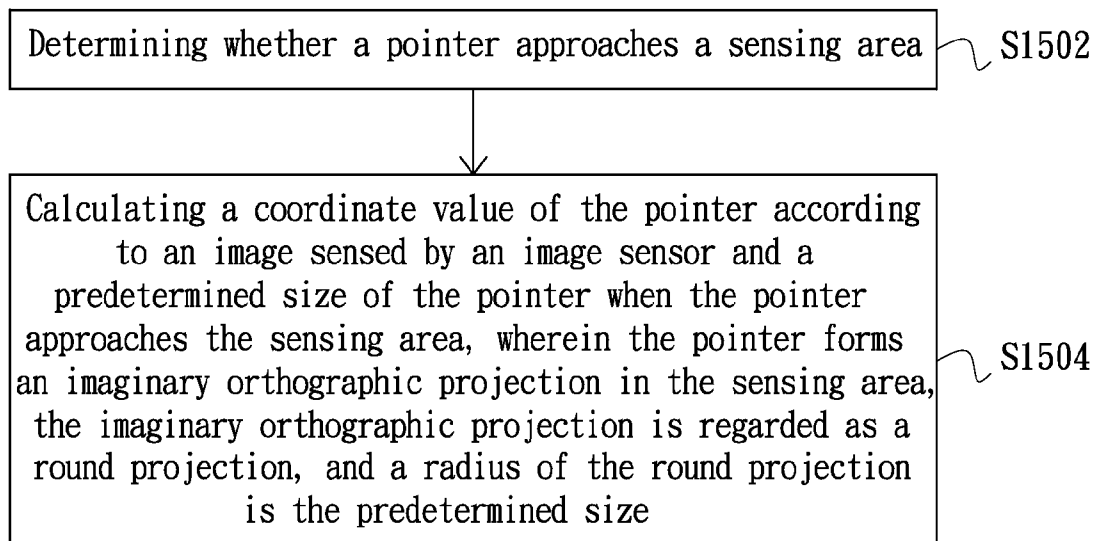 Determining whether a pointer approaches a sensing area
S1502
Calculating a coordinate value of the pointer according
to an image sensed by an image sensor and a
predetermined size of the pointer when the pointer
approaches the sensing area, wherein the pointer forms
an imaginary orthographic projection in the sensing area,
the imaginary orthographic projection is regarded as a
round projection, and a radius of the round projection
is the predetermined size
S1504